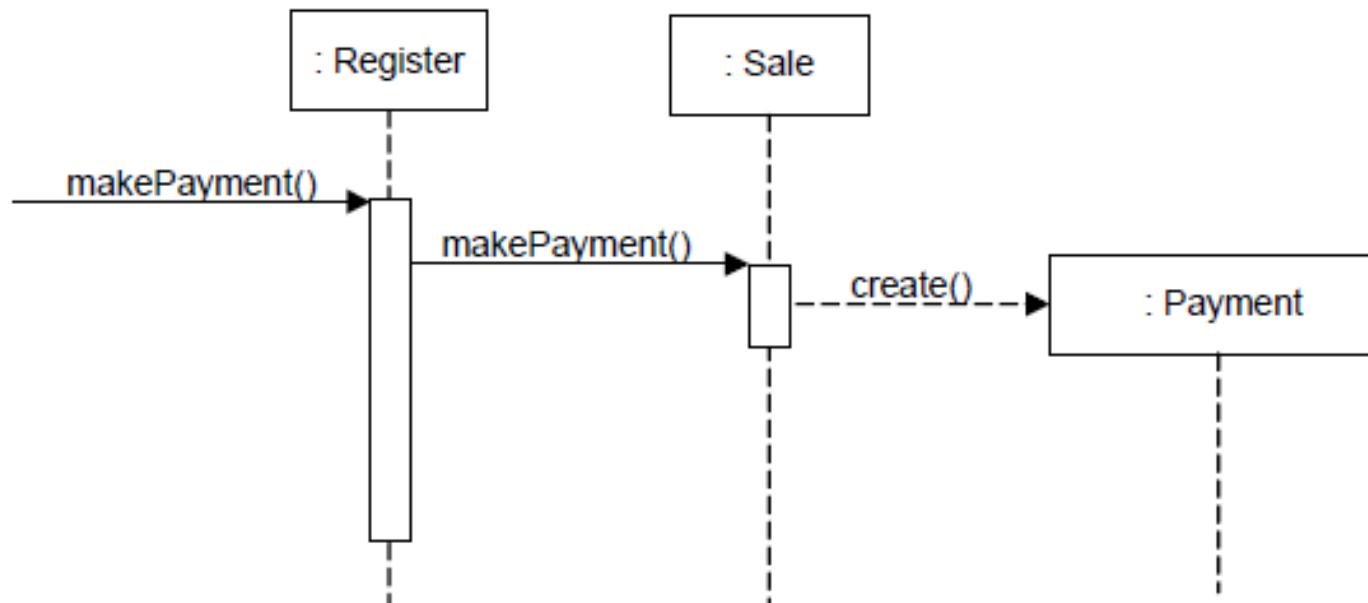 : Register
: Sale
makePayment()
makePayment()
create()
: Payment